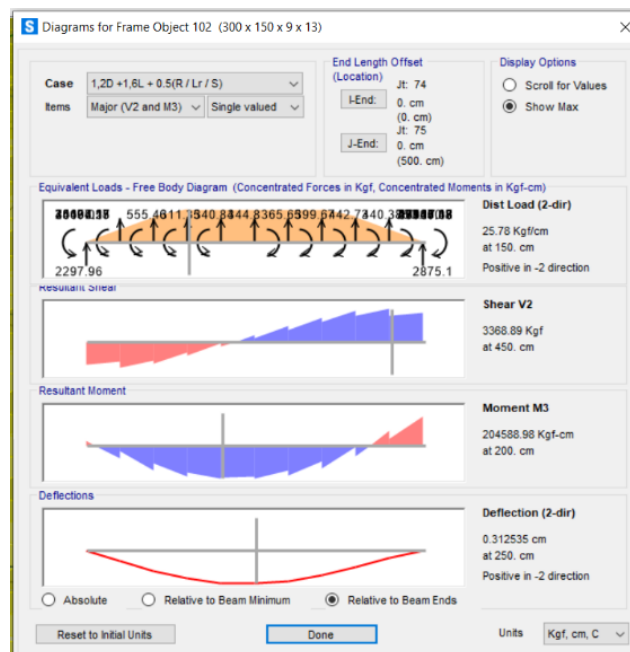 S Diagrams for Frame Object 102 (300 x 150 x 9 x 13)
Case 1,2D +1,6L + 0.5(R / Lr / S)
Items Major (V2 and M3) Single valued
End Length Offset
(Location)
Jt: 74
I-End: 0. cm
(0. cm)
Jt: 75
J-End: 0. cm
(500. cm)
Display Options
Scroll for Values
Show Max
Equivalent Loads - Free Body Diagram (Concentrated Forces in Kgf, Concentrated Moments in Kgf-cm)
2297.96
2875.1
Dist Load (2-dir)
25.78 Kgf/cm
at 150. cm
Positive in -2 direction
Resultant Shear
Shear V2
3368.89 Kgf
at 450. cm
Resultant Moment
Moment M3
204588.98 Kgf-cm
at 200. cm
Deflections
Deflection (2-dir)
0.312535 cm
at 250. cm
Positive in -2 direction
Absolute Relative to Beam Minimum Relative to Beam Ends
Reset to Initial Units Done Units Kgf, cm, C